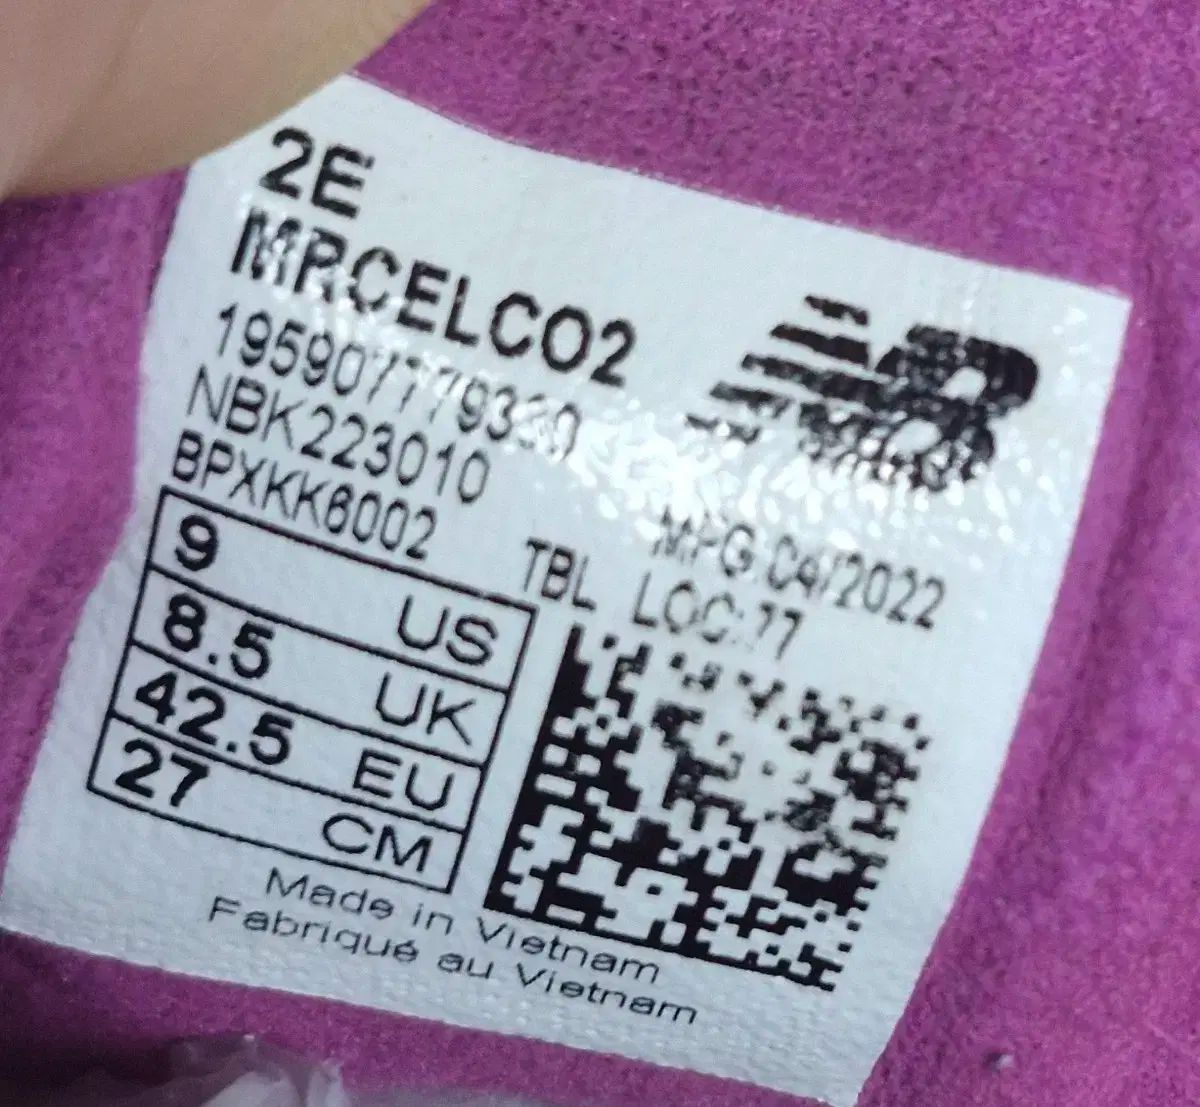 2E
MRCELCO2
NBK223010
BPXKK6002
TBL
MFG:04/2022
LOC:77
9 US
8.5 UK
42.5 EU
27 CM
Made in Vietnam
Fabriqué au Vietnam